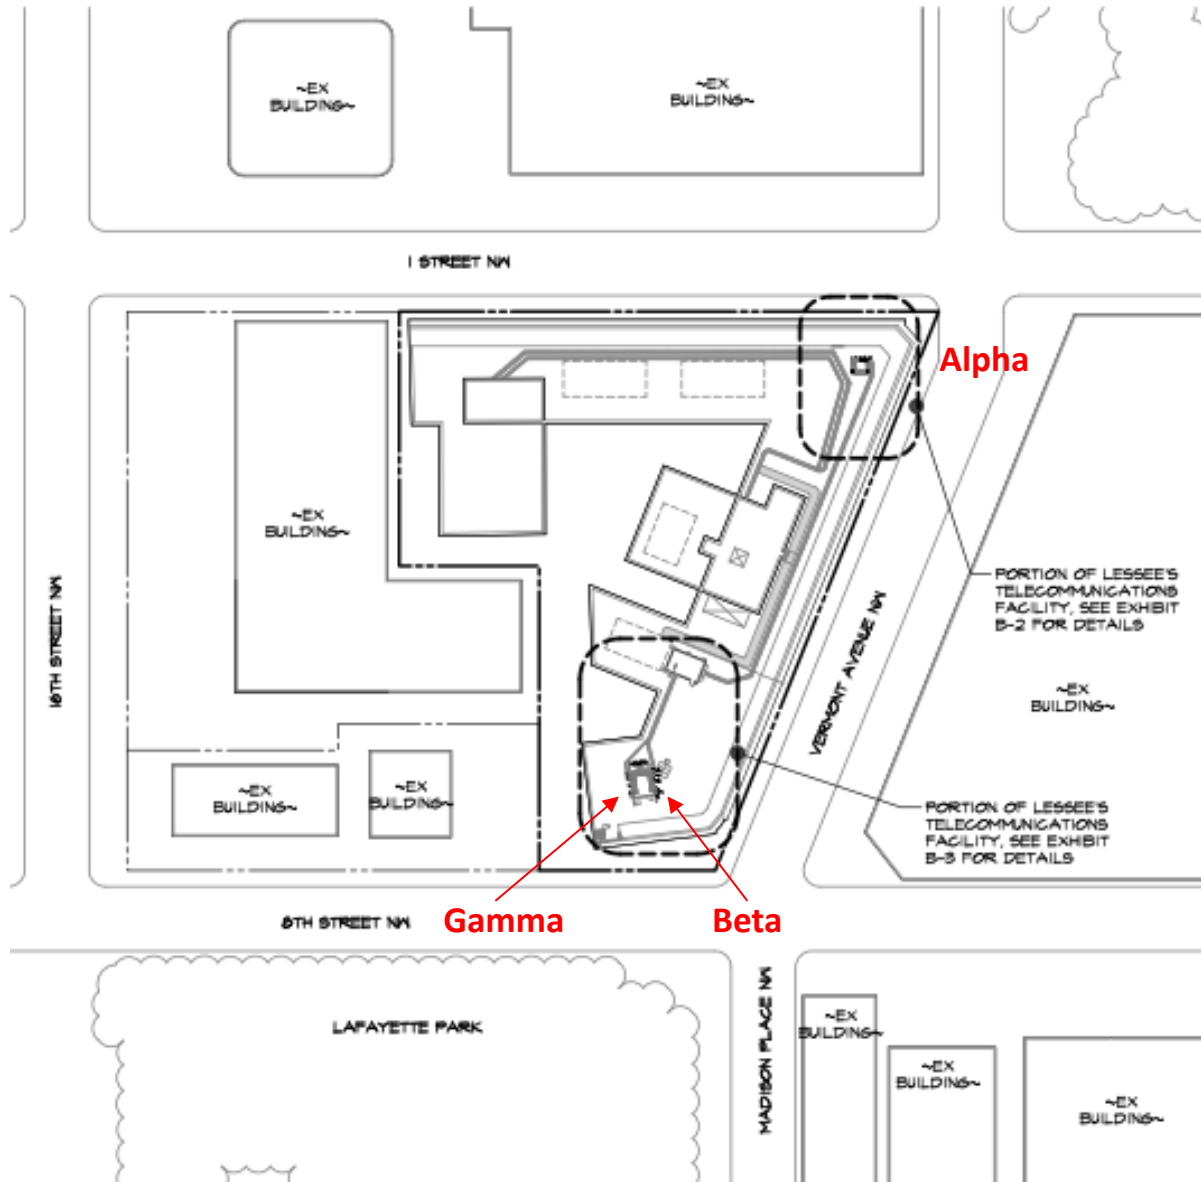 ~EX
BUILDING~
~EX
BUILDING~
I STREET NW
Alpha
~EX
BUILDING~
16TH STREET NW
PORTION OF LESSEE'S
TELECOMMUNICATIONS
FACILITY, SEE EXHIBIT
B-2 FOR DETAILS
VERMONT AVENUE NW
~EX
BUILDING~
~EX
BUILDING~
~EX
BUILDING~
PORTION OF LESSEE'S
TELECOMMUNICATIONS
FACILITY, SEE EXHIBIT
B-3 FOR DETAILS
Gamma
Beta
8TH STREET NW
LAFAYETTE PARK
MADISON PLACE NW
~EX
BUILDING~
~EX
BUILDING~
~EX
BUILDING~